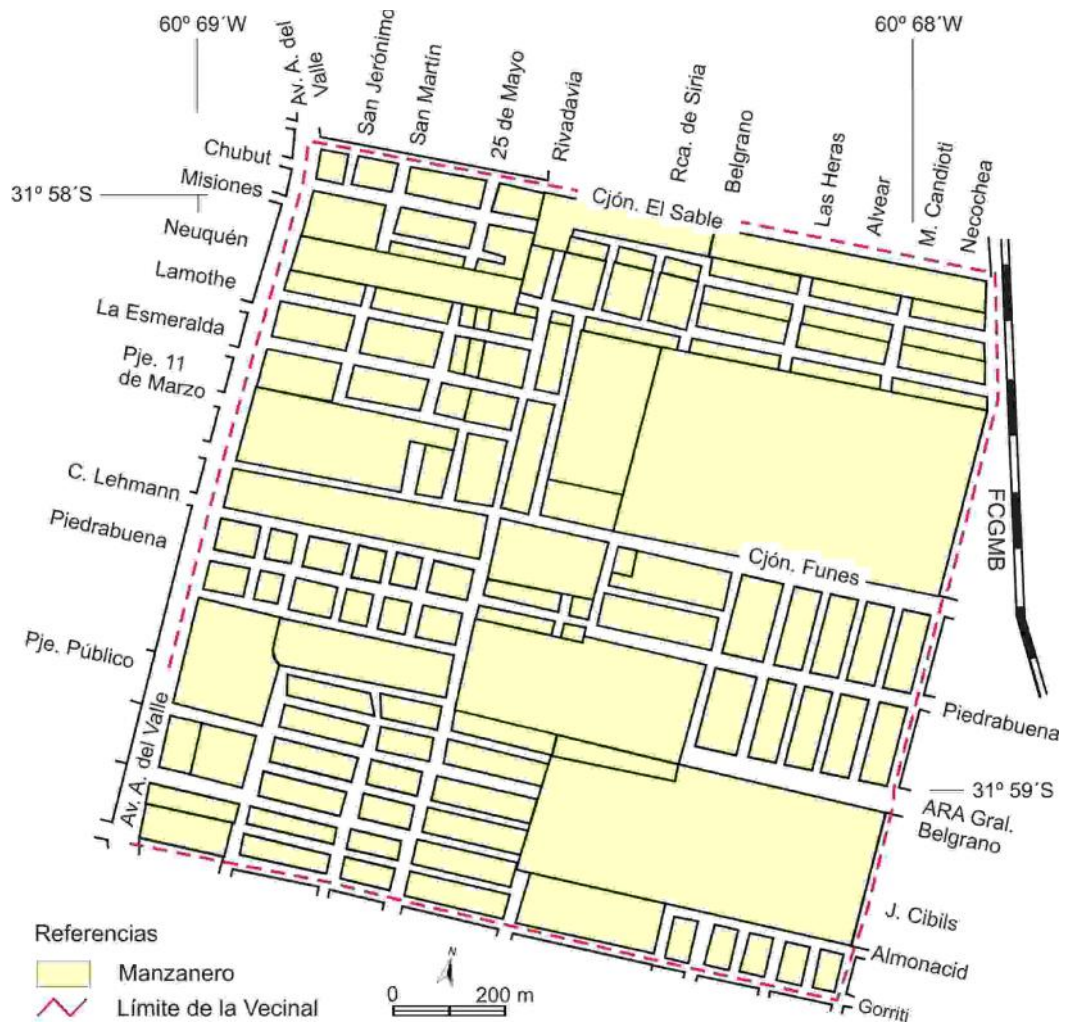 60º 69´W
60º 68´W
Av. A. del
Valle
San Jerónimo
San Martín
25 de Mayo
Rivadavia
Rca. de Siria
Belgrano
Las Heras
Alvear
M. Candioti
Necochea
Chubut
Misiones
31º 58´S
Neuquén
Lamothe
La Esmeralda
Pje. 11
de Marzo
C. Lehmann
Piedrabuena
Pje. Público
Av. A. del Valle
Cjón. El Sable
Cjón. Funes
FCGMB
Piedrabuena
31º 59´S
ARA Gral.
Belgrano
J. Cibils
Almonacid
Gorriti
Referencias
Manzanero
Límite de la Vecinal
N
0 200 m